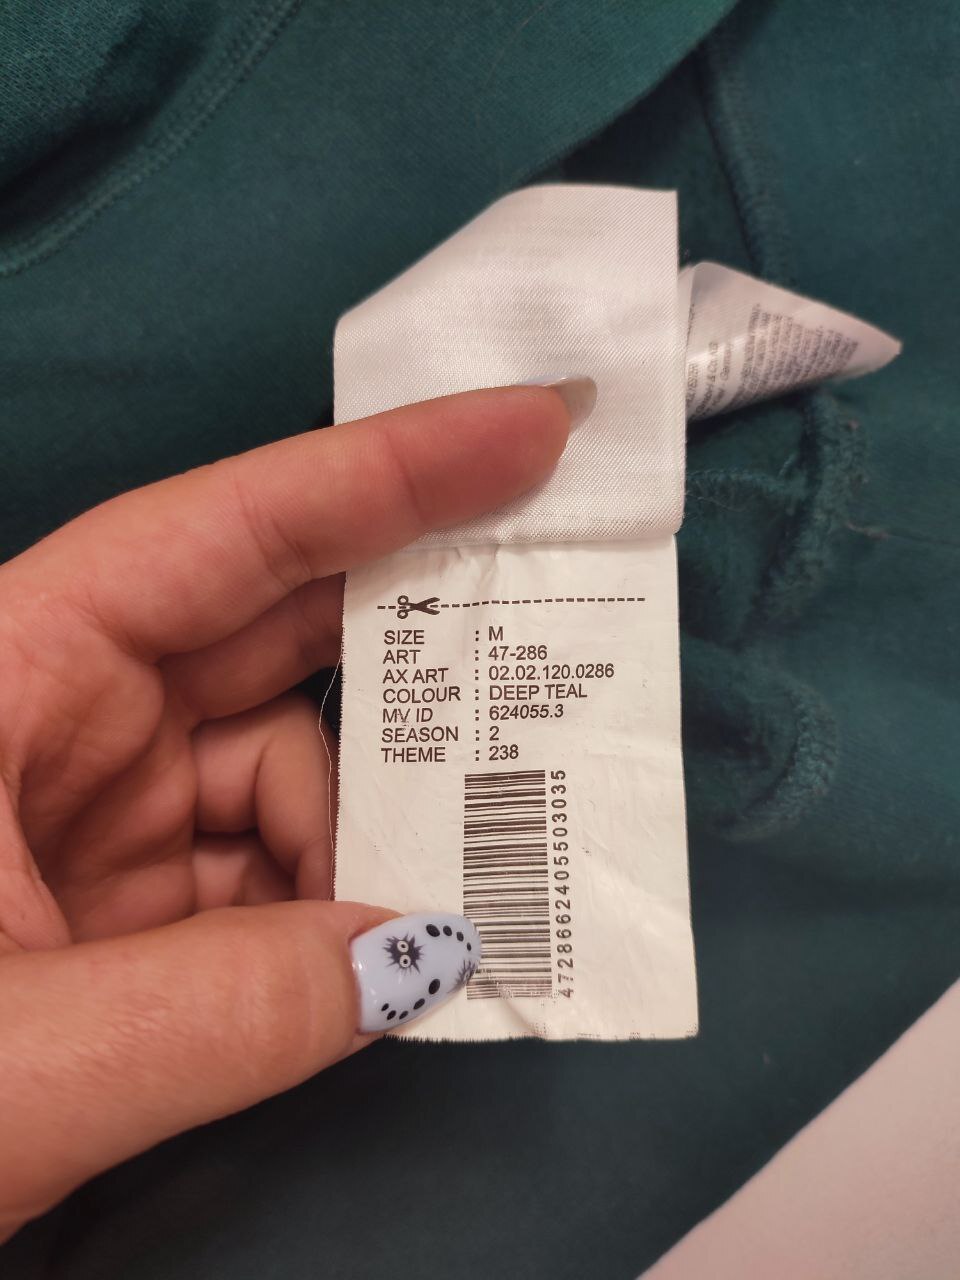 SIZE : M
ART : 47-286
AX ART : 02.02.120.0286
COLOUR : DEEP TEAL
MV ID : 624055.3
SEASON : 2
THEME : 238
4728662405503035